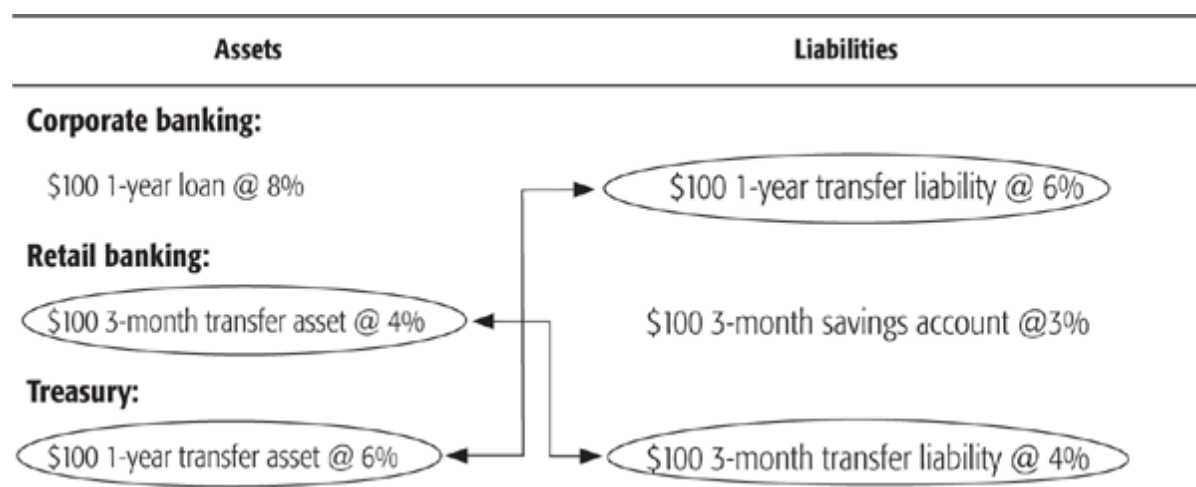 Assets Liabilities
Corporate banking:
$100 1-year loan @ 8% $100 1-year transfer liability @ 6%
Retail banking:
$100 3-month transfer asset @ 4% $100 3-month savings account @3%
Treasury:
$100 1-year transfer asset @ 6% $100 3-month transfer liability @ 4%